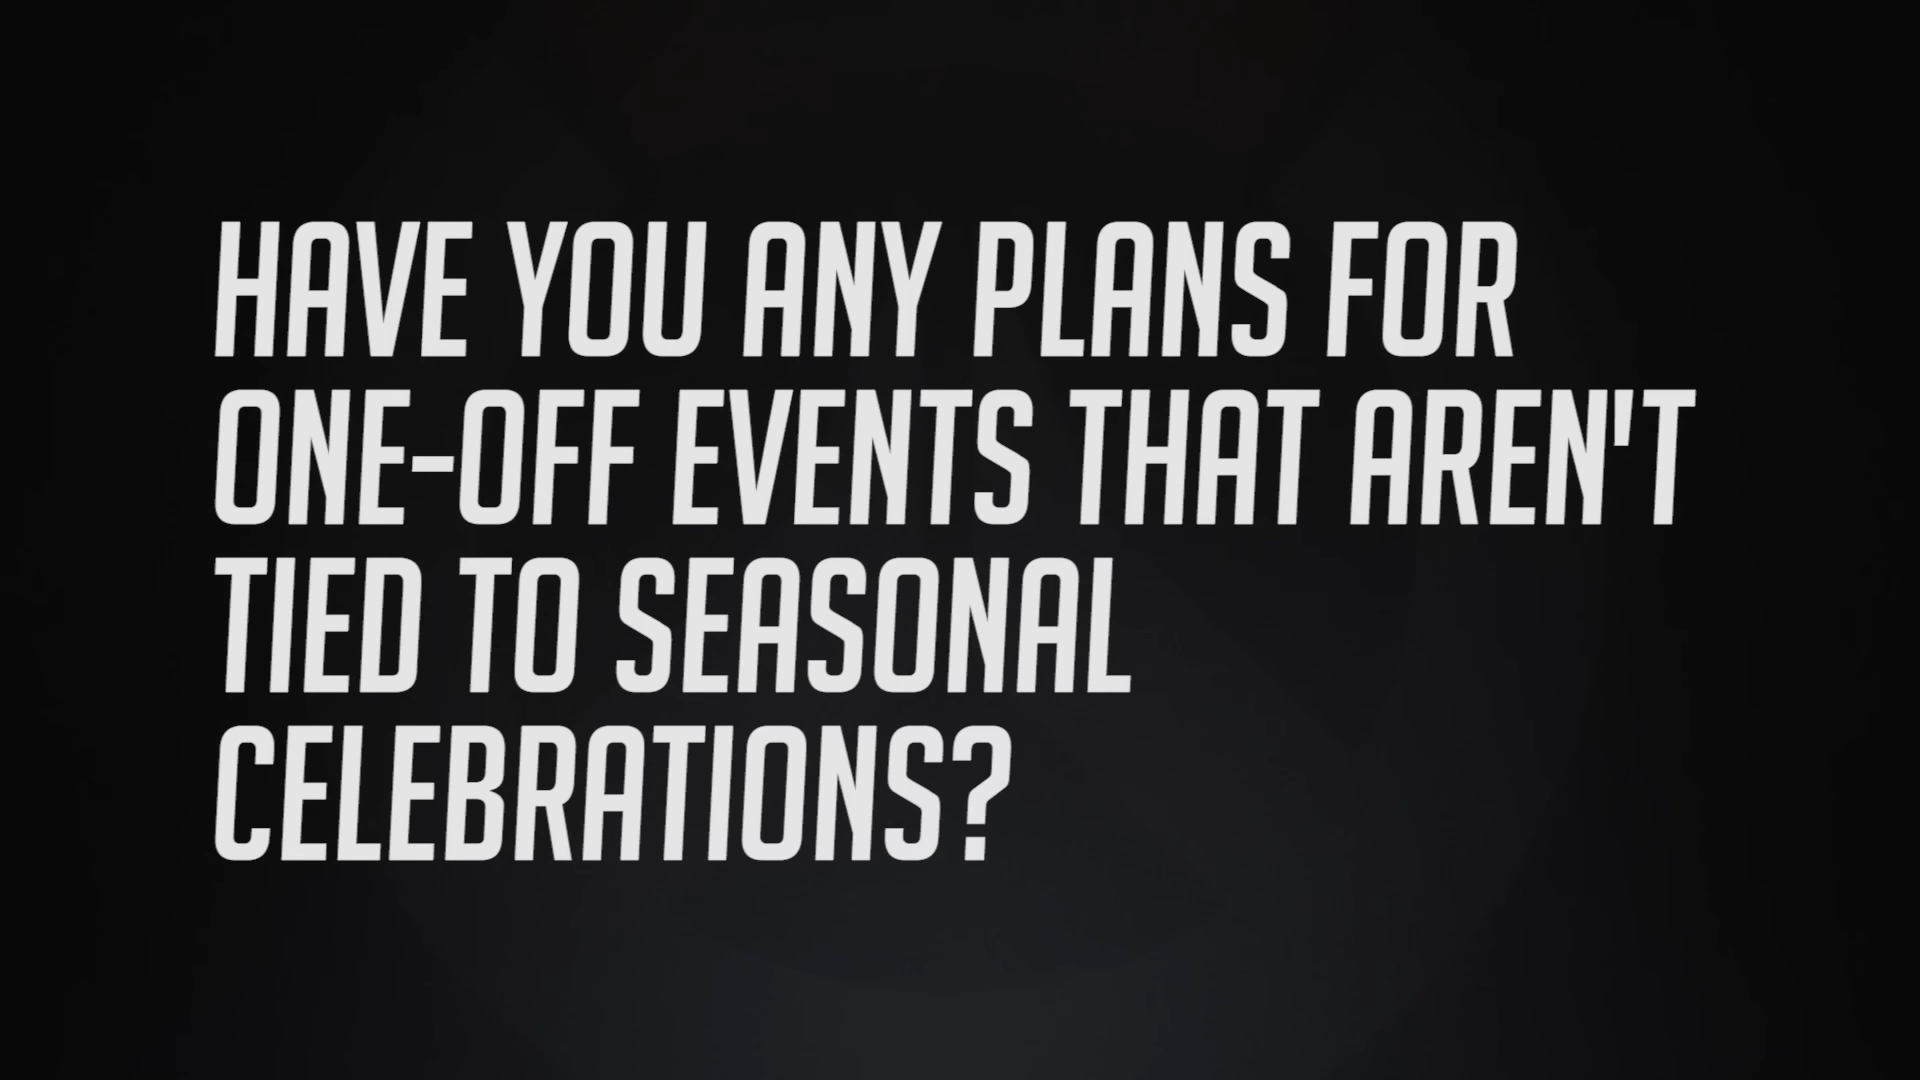 HAVE YOU ANY PLANS FOR
ONE-OFF EVENTS THAT AREN'T
TIED TO SEASONAL
CELEBRATIONS?